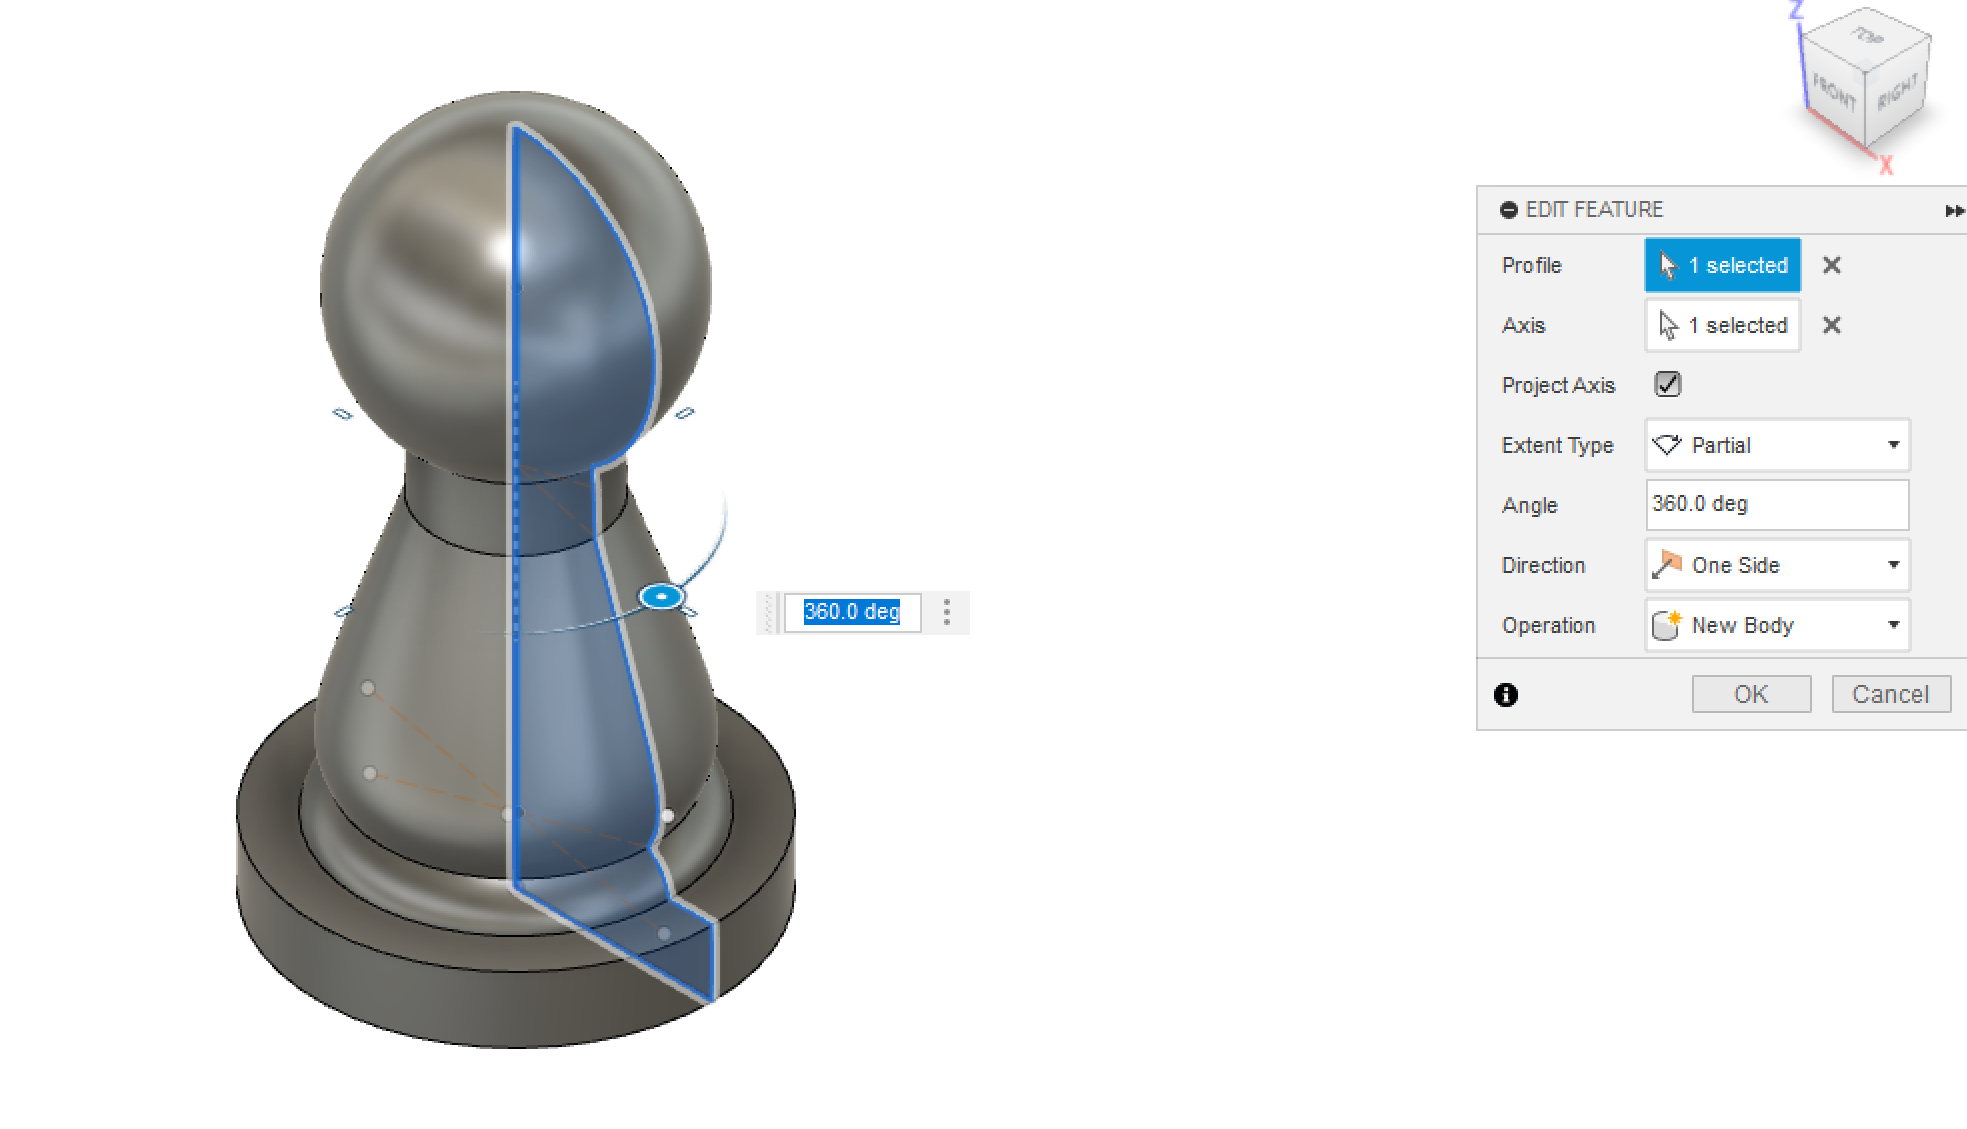 Z
TOP
FRONT
RIGHT
X
EDIT FEATURE
Profile
1 selected
Axis
1 selected
Project Axis
Extent Type
Partial
Angle
360.0 deg
Direction
One Side
360.0 deg
Operation
New Body
OK
Cancel